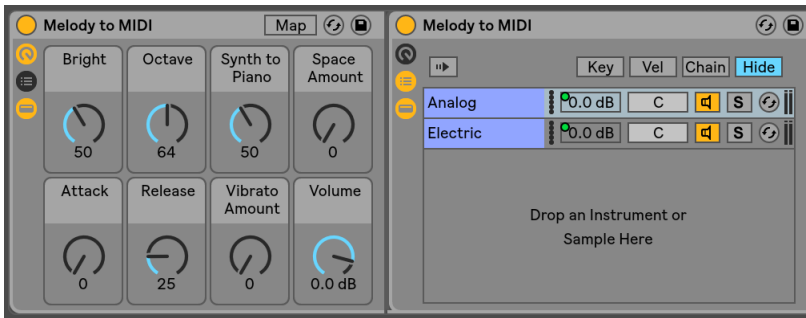 Melody to MIDI
Map
Bright
Octave
Synth to
Piano
Space
Amount
50
64
50
0
Attack
Release
Vibrato
Amount
Volume
0
25
0
0.0 dB
Melody to MIDI
Key
Vel
Chain
Hide
Analog
0.0 dB
C
S
Electric
0.0 dB
C
S
Drop an Instrument or
Sample Here